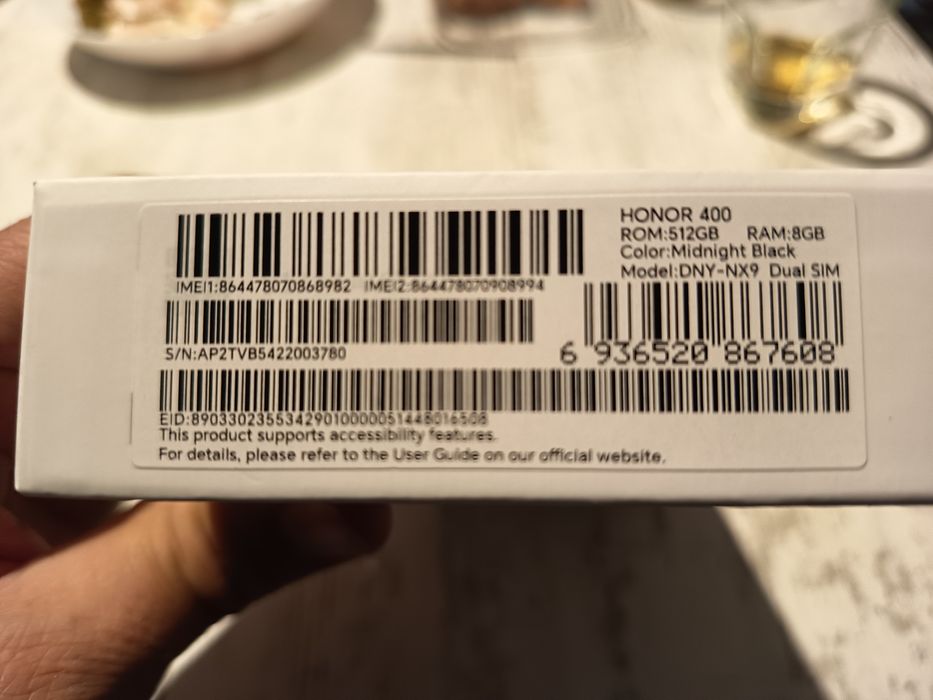 HONOR 400
ROM:512GB RAM:8GB
Color:Midnight Black
Model:DNY-NX9 Dual SIM
IMEI1:864478070868982 IMEI2:864478070908994
S/N:AP2TVB5422003780
6 936520 867608
EID:89033023553429010000051448016508
This product supports accessibility features.
For details, please refer to the User Guide on our official website.